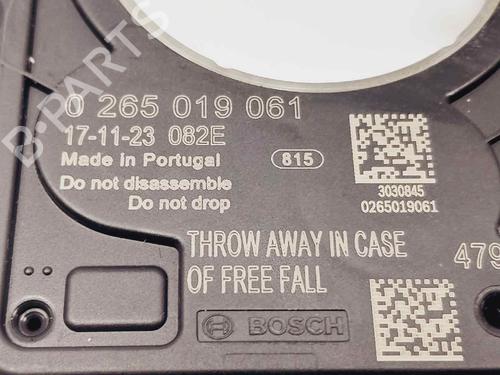 B-PARTS
0 265 019 061
17-11-23 082E
Made in Portugal
815
Do not disassemble
Do not drop
3030845
0265019061
THROW AWAY IN CASE
OF FREE FALL
479
BOSCH